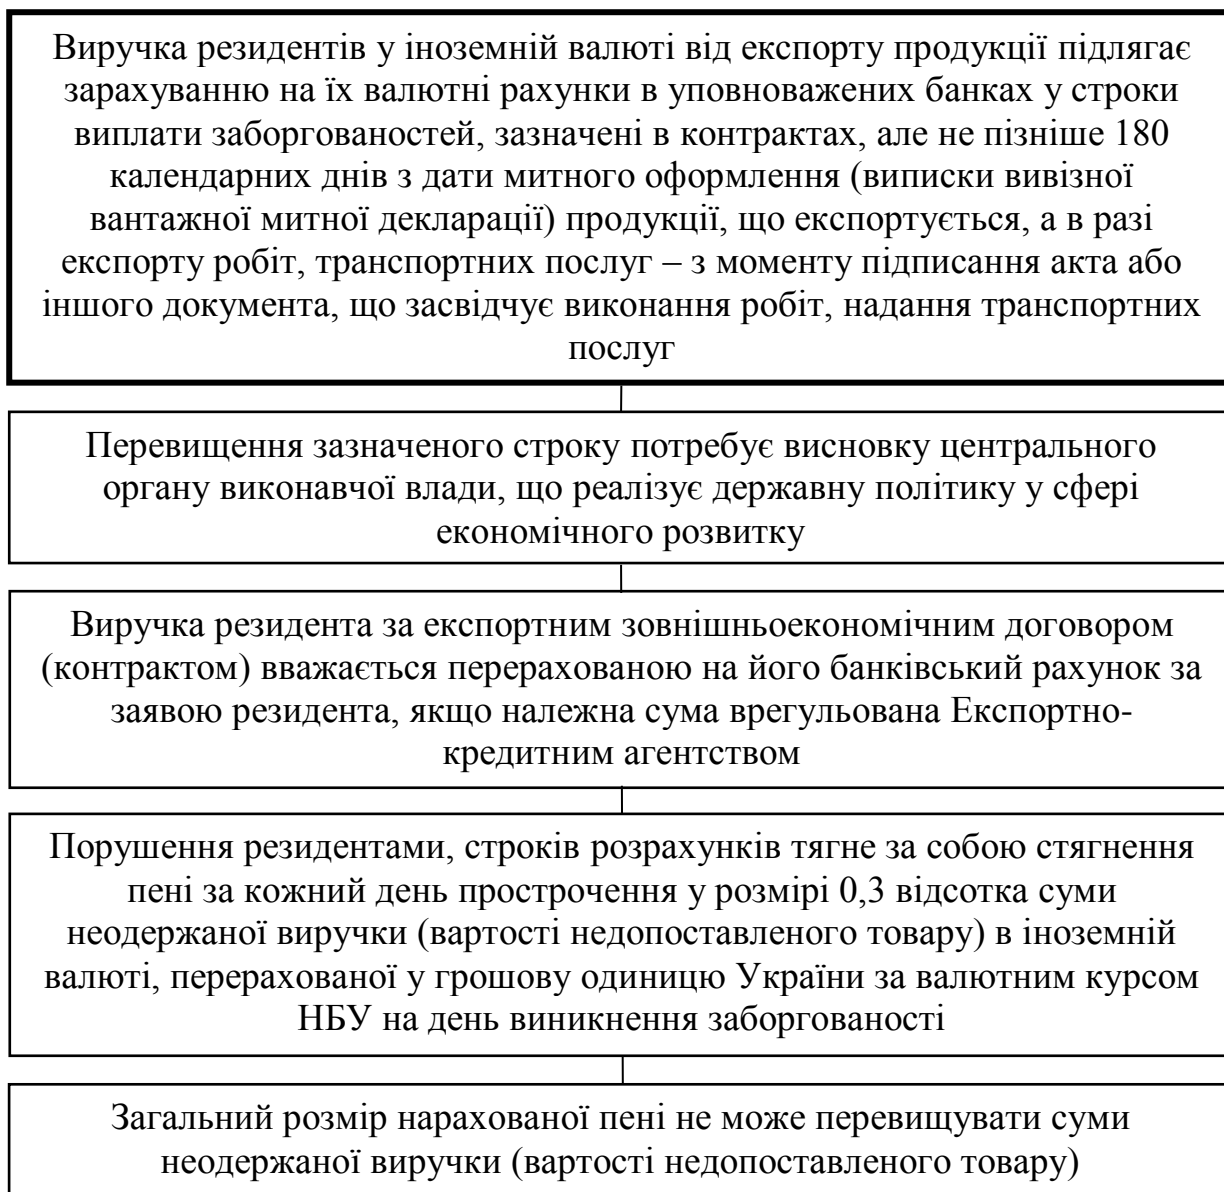 Виручка резидентів у іноземній валюті від експорту продукції підлягає
зарахуванню на їх валютні рахунки в уповноважених банках у строки
виплати заборгованостей, зазначені в контрактах, але не пізніше 180
календарних днів з дати митного оформлення (виписки вивізної
вантажної митної декларації) продукції, що експортується, а в разі
експорту робіт, транспортних послуг – з моменту підписання акта або
іншого документа, що засвідчує виконання робіт, надання транспортних
послуг
Перевищення зазначеного строку потребує висновку центрального
органу виконавчої влади, що реалізує державну політику у сфері
економічного розвитку
Виручка резидента за експортним зовнішньоекономічним договором
(контрактом) вважається перерахованою на його банківський рахунок за
заявою резидента, якщо належна сума врегульована Експортно-
кредитним агентством
Порушення резидентами, строків розрахунків тягне за собою стягнення
пені за кожний день прострочення у розмірі 0,3 відсотка суми
неодержаної виручки (вартості недопоставленого товару) в іноземній
валюті, перерахованої у грошову одиницю України за валютним курсом
НБУ на день виникнення заборгованості
Загальний розмір нарахованої пені не може перевищувати суми
неодержаної виручки (вартості недопоставленого товару)